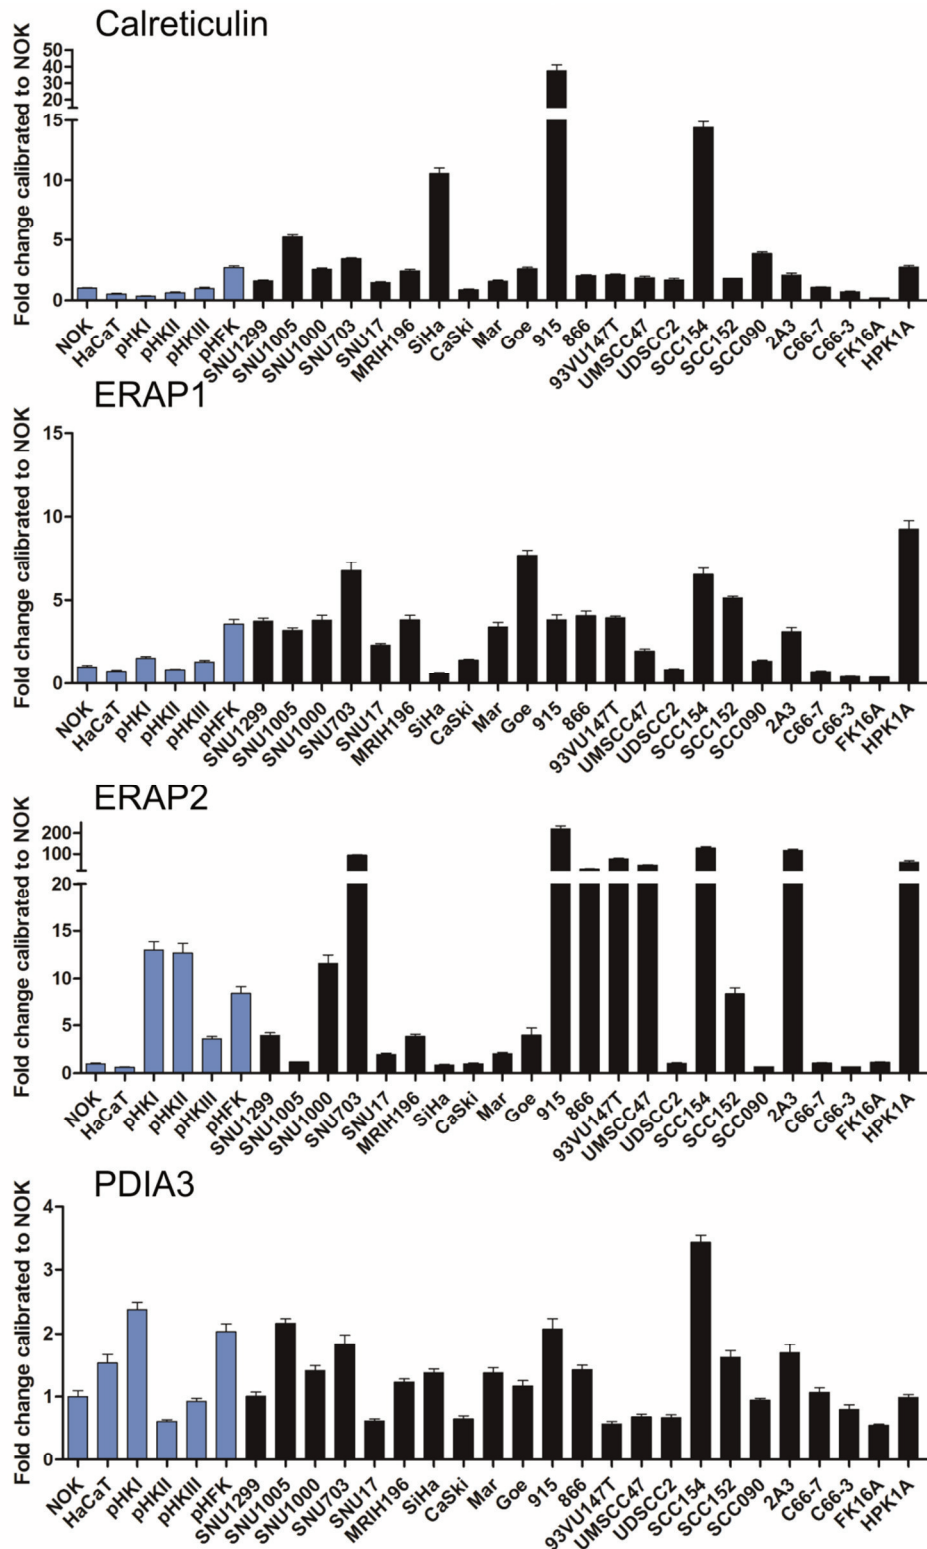 Calreticulin
Fold change calibrated to NOK
50
40
30
20
15
10
5
0
NOK
HaCaT
pHKI
pHKII
pHKIII
pHFK
SNU1299
SNU1005
SNU1000
SNU703
SNU17
MRIH196
SiHa
CaSki
Mar
Goe
915
866
93VU147T
UMSCC47
UDSCC2
SCC154
SCC152
SCC090
2A3
C66-7
C66-3
FK16A
HPK1A
ERAP1
Fold change calibrated to NOK
15
10
5
0
NOK
HaCaT
pHKI
pHKII
pHKIII
pHFK
SNU1299
SNU1005
SNU1000
SNU703
SNU17
MRIH196
SiHa
CaSki
Mar
Goe
915
866
93VU147T
UMSCC47
UDSCC2
SCC154
SCC152
SCC090
2A3
C66-7
C66-3
FK16A
HPK1A
ERAP2
Fold change calibrated to NOK
200
100
20
15
10
5
0
NOK
HaCaT
pHKI
pHKII
pHKIII
pHFK
SNU1299
SNU1005
SNU1000
SNU703
SNU17
MRIH196
SiHa
CaSki
Mar
Goe
915
866
93VU147T
UMSCC47
UDSCC2
SCC154
SCC152
SCC090
2A3
C66-7
C66-3
FK16A
HPK1A
PDIA3
Fold change calibrated to NOK
4
3
2
1
0
NOK
HaCaT
pHKI
pHKII
pHKIII
pHFK
SNU1299
SNU1005
SNU1000
SNU703
SNU17
MRIH196
SiHa
CaSki
Mar
Goe
915
866
93VU147T
UMSCC47
UDSCC2
SCC154
SCC152
SCC090
2A3
C66-7
C66-3
FK16A
HPK1A